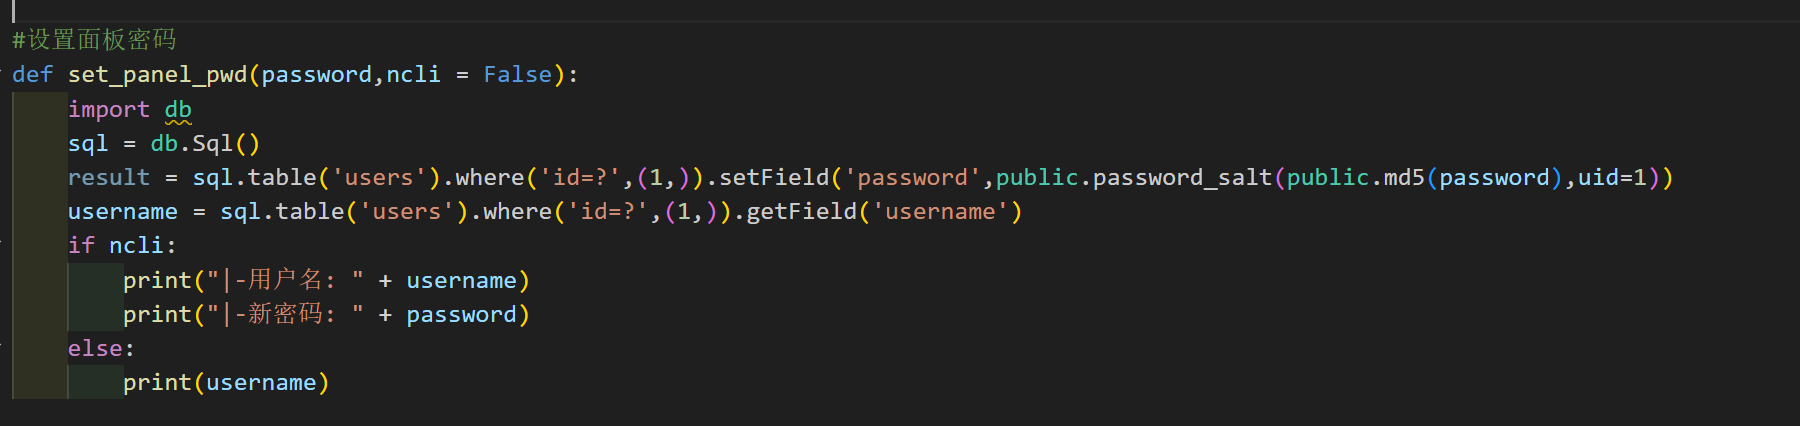 #设置面板密码
def set_panel_pwd(password,ncli = False):
    import db
    sql = db.Sql()
    result = sql.table('users').where('id=?',(1,)).setField('password',public.password_salt(public.md5(password),uid=1))
    username = sql.table('users').where('id=?',(1,)).getField('username')
    if ncli:
        print("|-用户名: " + username)
        print("|-新密码: " + password)
    else:
        print(username)